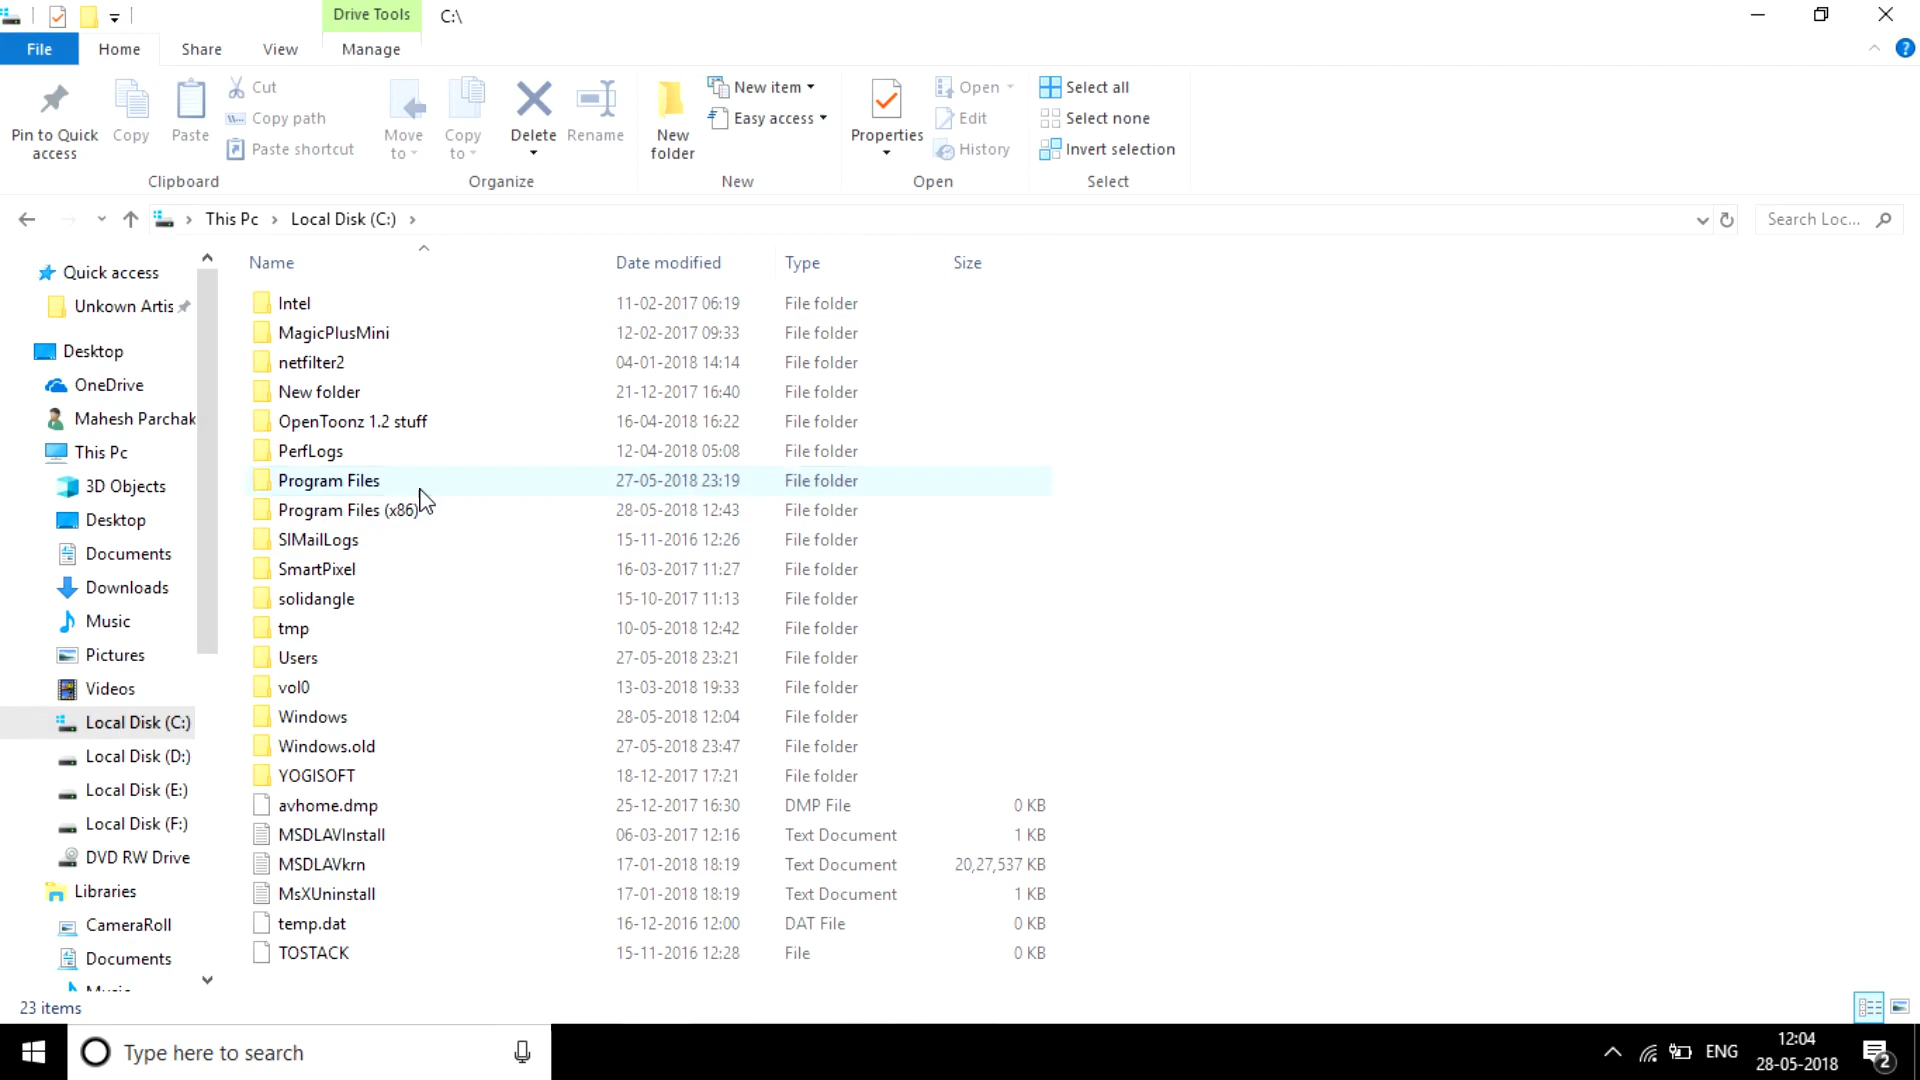 Drive Tools
C:\
File
Home
Share
View
Manage
Pin to Quick access
Copy
Paste
Cut
Copy path
Paste shortcut
Clipboard
Move to
Copy to
Delete
Rename
Organize
New folder
New item
Easy access
New
Properties
Open
Edit
History
Open
Select all
Select none
Invert selection
Select
This Pc
Local Disk (C:)
Search Loc...
Quick access
Unkown Artis
Desktop
OneDrive
Mahesh Parchak
This Pc
3D Objects
Desktop
Documents
Downloads
Music
Pictures
Videos
Local Disk (C:)
Local Disk (D:)
Local Disk (E:)
Local Disk (F:)
DVD RW Drive
Libraries
CameraRoll
Documents
Music
Name Date modified Type Size
Intel 11-02-2017 06:19 File folder
MagicPlusMini 12-02-2017 09:33 File folder
netfilter2 04-01-2018 14:14 File folder
New folder 21-12-2017 16:40 File folder
OpenToonz 1.2 stuff 16-04-2018 16:22 File folder
PerfLogs 12-04-2018 05:08 File folder
Program Files 27-05-2018 23:19 File folder
Program Files (x86) 28-05-2018 12:43 File folder
SIMailLogs 15-11-2016 12:26 File folder
SmartPixel 16-03-2017 11:27 File folder
solidangle 15-10-2017 11:13 File folder
tmp 10-05-2018 12:42 File folder
Users 27-05-2018 23:21 File folder
vol0 13-03-2018 19:33 File folder
Windows 28-05-2018 12:04 File folder
Windows.old 27-05-2018 23:47 File folder
YOGISOFT 18-12-2017 17:21 File folder
avhome.dmp 25-12-2017 16:30 DMP File 0 KB
MSDLAVInstall 06-03-2017 12:16 Text Document 1 KB
MSDLAVkrn 17-01-2018 18:19 Text Document 20,27,537 KB
MsXUninstall 17-01-2018 18:19 Text Document 1 KB
temp.dat 16-12-2016 12:00 DAT File 0 KB
TOSTACK 15-11-2016 12:28 File 0 KB
23 items
Type here to search
ENG
12:04
28-05-2018
2